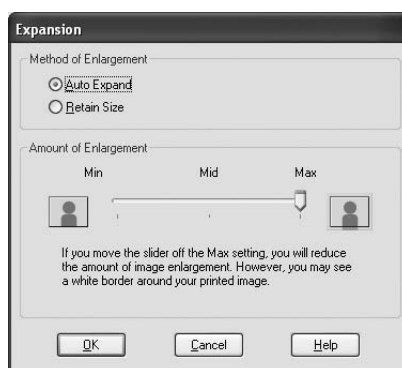 Expansion
Method of Enlargement
Auto Expand
Retain Size
Amount of Enlargement
Min Mid Max
If you move the slider off the Max setting, you will reduce
the amount of image enlargement. However, you may see
a white border around your printed image.
OK Cancel Help